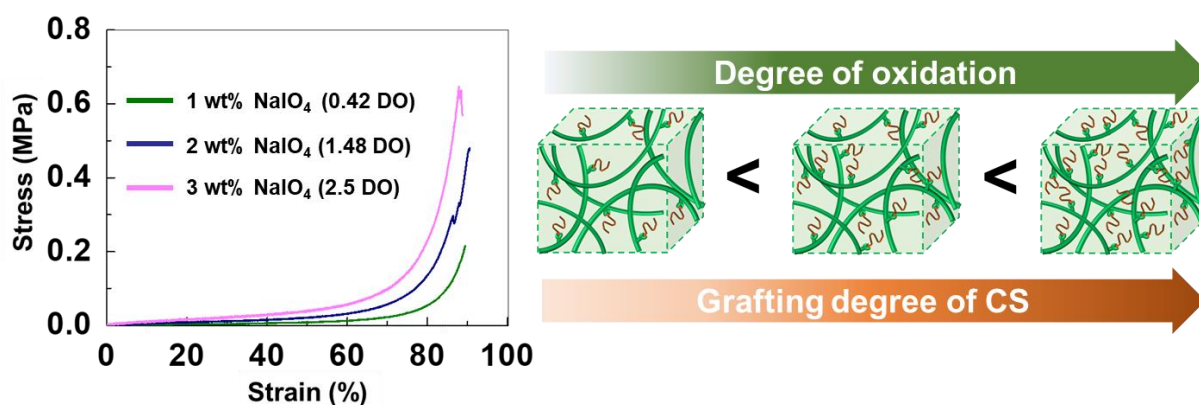 0.8
0.6
0.4
0.2
0.0
Stress (MPa)
1 wt% NaIO₄ (0.42 DO)
2 wt% NaIO₄ (1.48 DO)
3 wt% NaIO₄ (2.5 DO)
0 20 40 60 80 100
Strain (%)
Degree of oxidation
< <
Grafting degree of CS